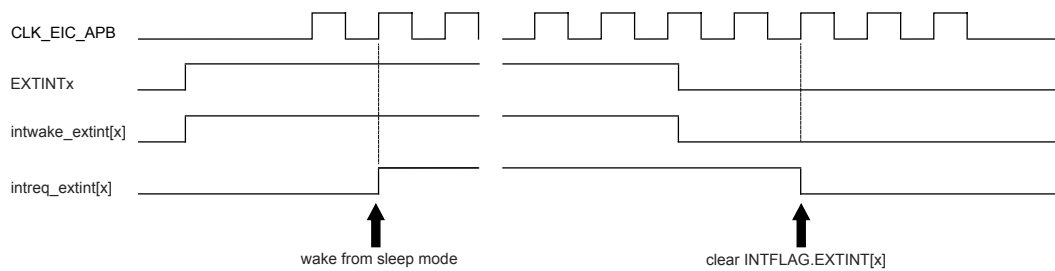 CLK_EIC_APB
EXTINTx
intwake_extint[x]
intreq_extint[x]
wake from sleep mode
clear INTFLAG.EXTINT[x]